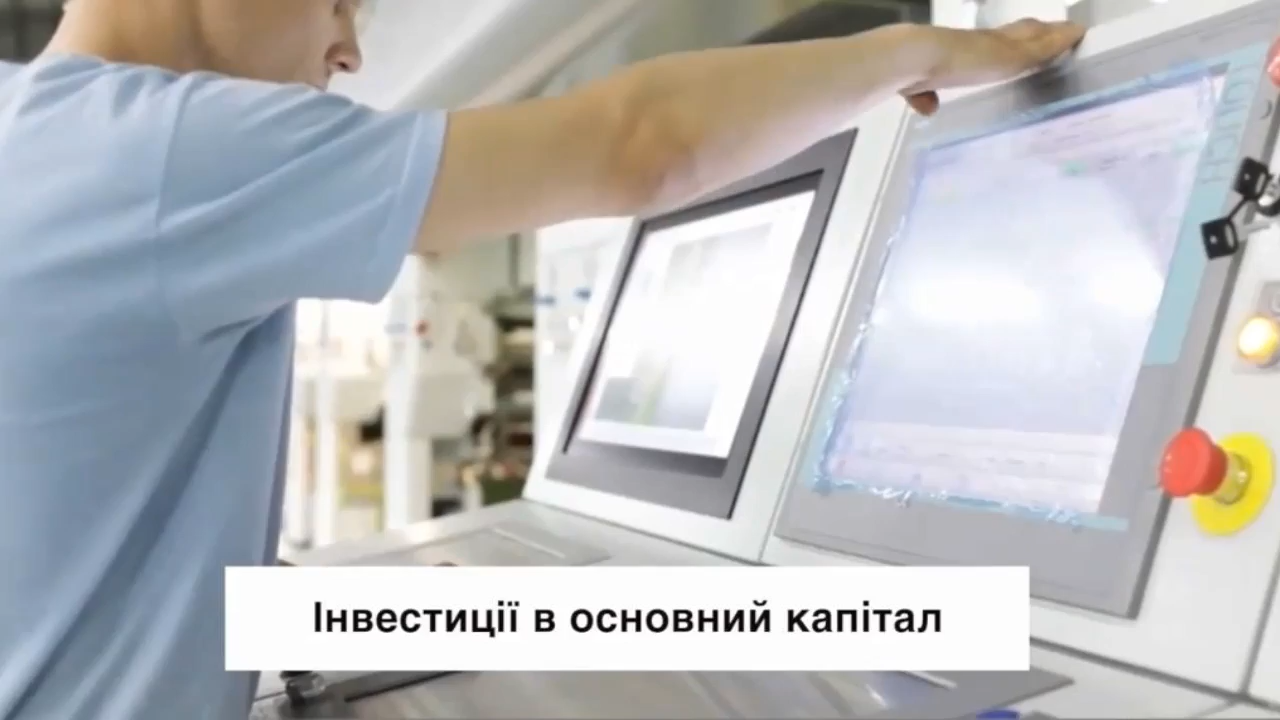 Інвестиції в основний капітал